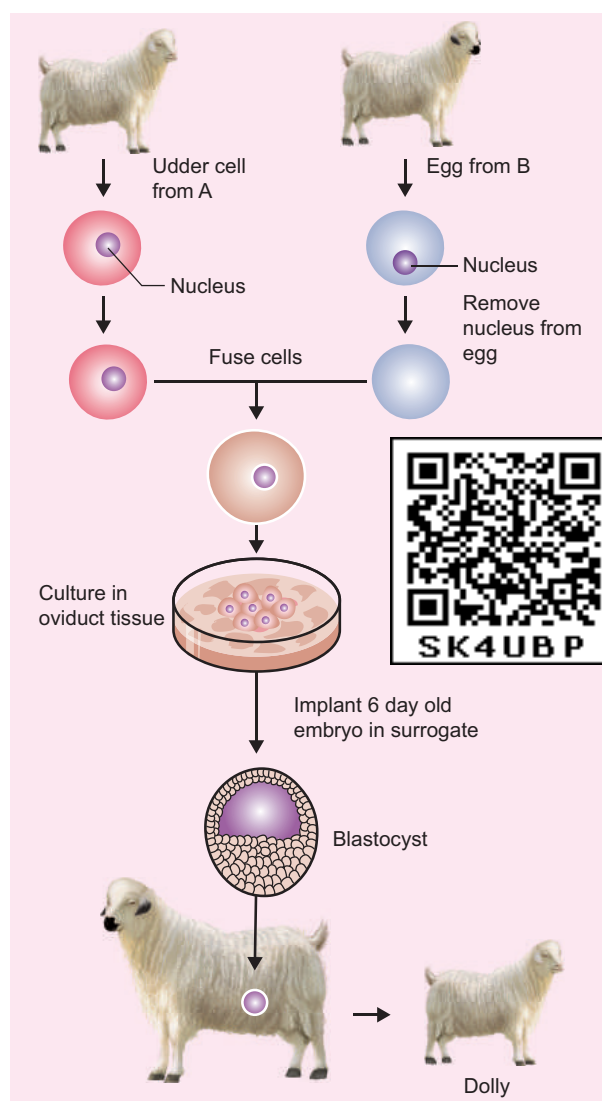 Udder cell
from A
Egg from B
Nucleus
Nucleus
Remove
nucleus from
egg
Fuse cells
SK4UBP
Culture in
oviduct tissue
Implant 6 day old
embryo in surrogate
Blastocyst
Dolly